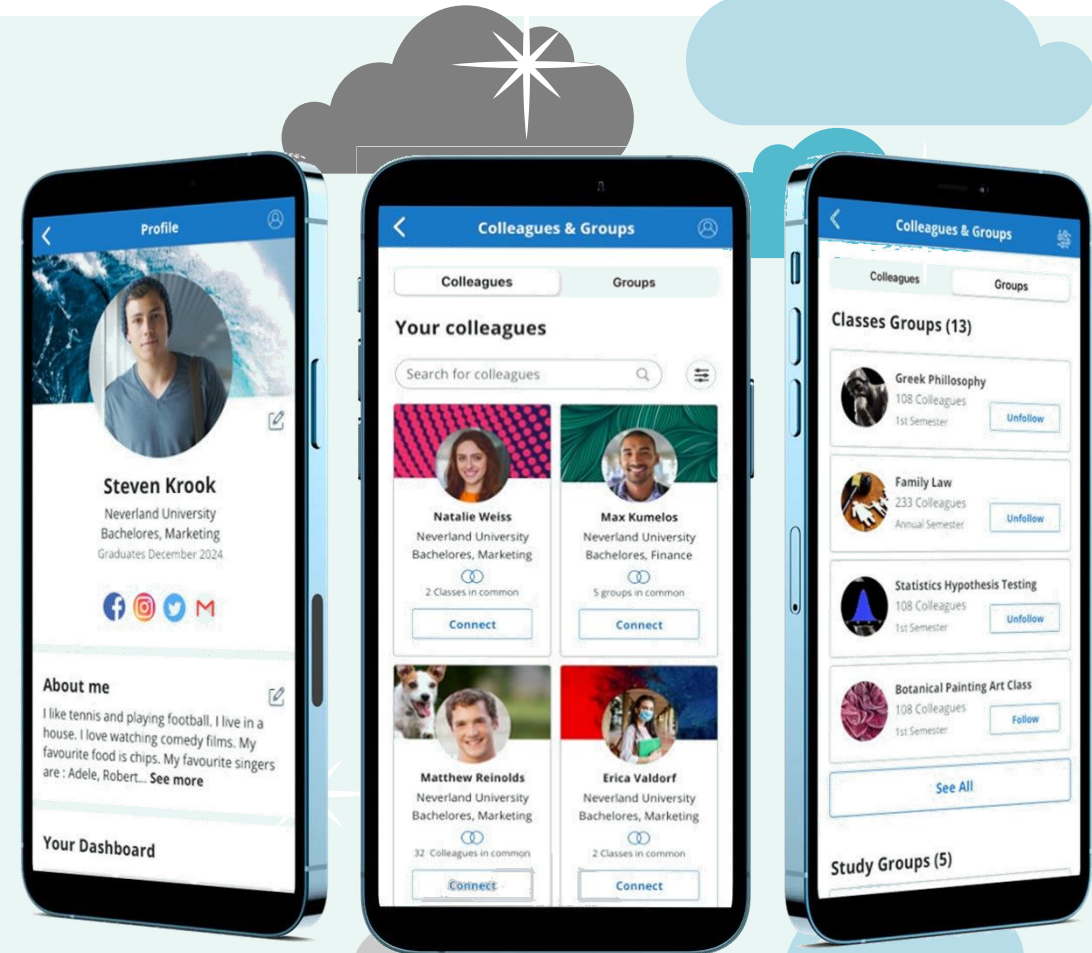 Profile
Steven Krook
Neverland University
Bachelores, Marketing
Graduates December 2024
About me
I like tennis and playing football. I live in a
house. I love watching comedy films. My
favourite food is chips. My favourite singers
are : Adele, Robert... See more
Your Dashboard
Colleagues & Groups
Colleagues
Groups
Your colleagues
Search for colleagues
Natalie Weiss
Neverland University
Bachelores, Marketing
2 Classes in common
Connect
Max Kumelos
Neverland University
Bachelores, Finance
5 groups in common
Connect
Matthew Reinolds
Neverland University
Bachelores, Marketing
32 Colleagues in common
Connect
Erica Valdorf
Neverland University
Bachelores, Marketing
2 Classes in common
Connect
Colleagues & Groups
Colleagues
Groups
Classes Groups (13)
Greek Phillosophy
108 Colleagues
1st Semester
Unfollow
Family Law
233 Colleagues
Annual Semester
Unfollow
Statistics Hypothesis Testing
108 Colleagues
1st Semester
Unfollow
Botanical Painting Art Class
108 Colleagues
1st Semester
Follow
See All
Study Groups (5)